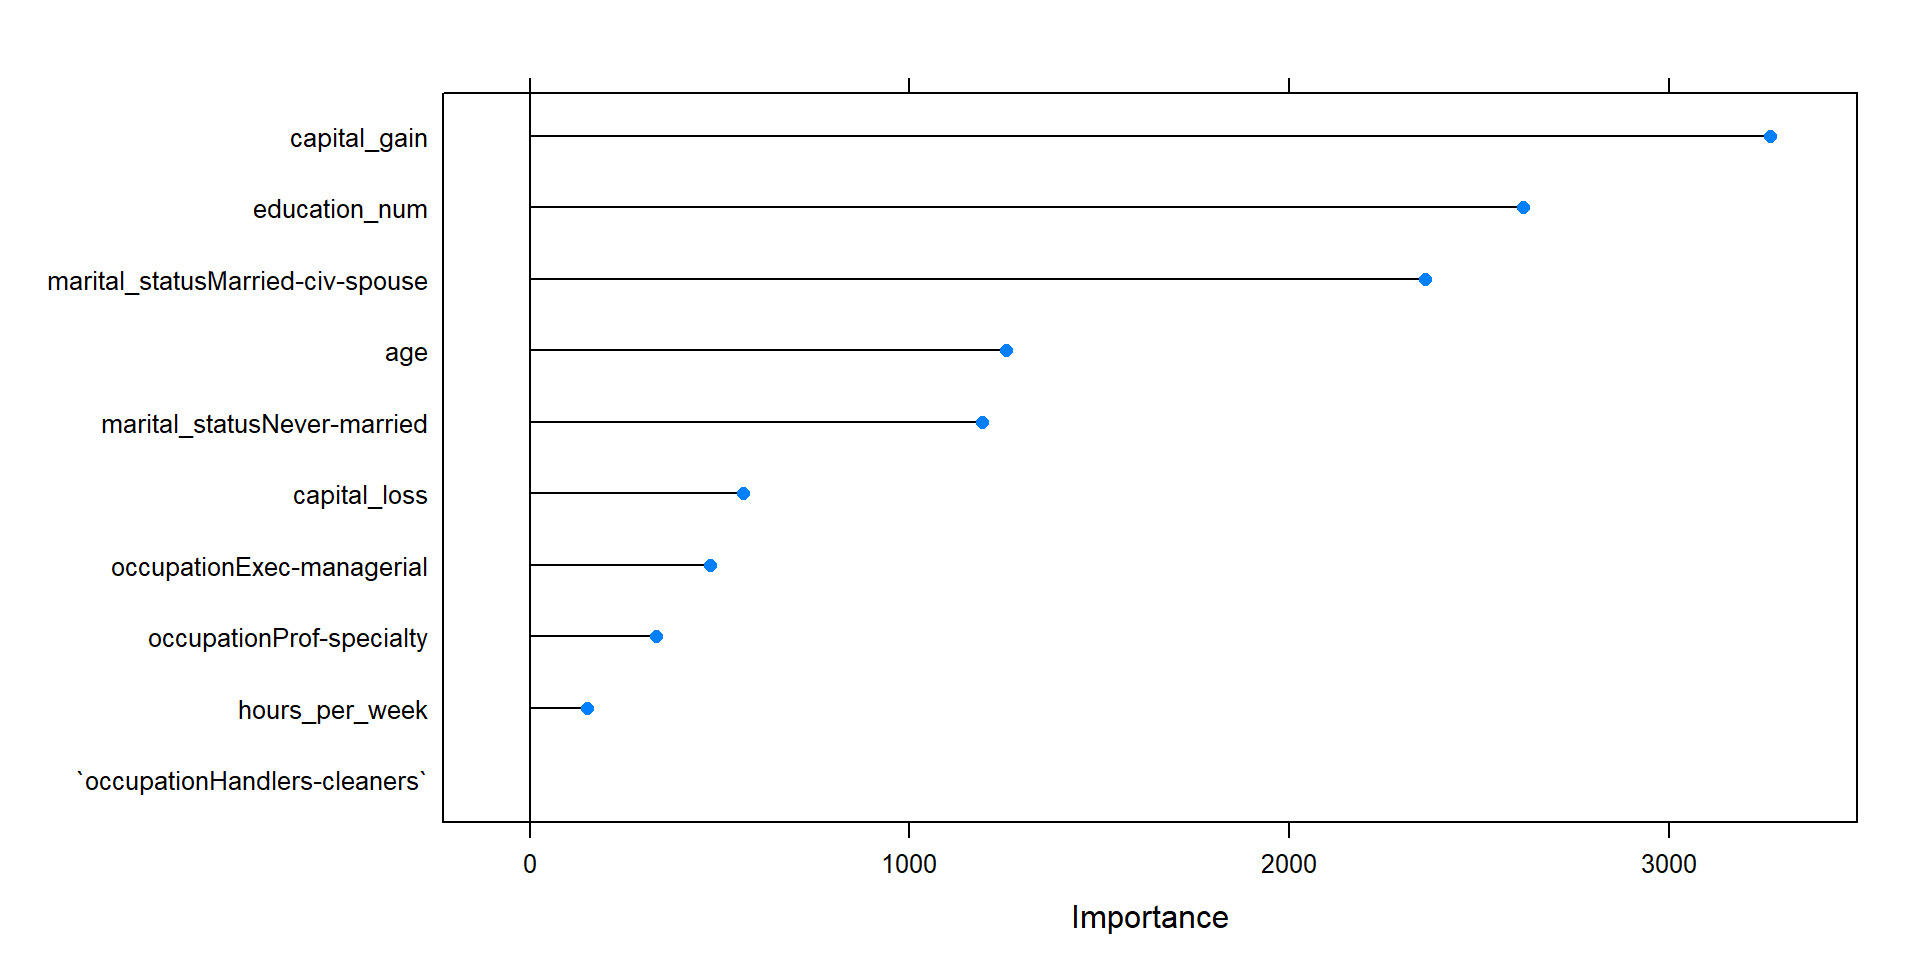 capital_gain
education_num
marital_statusMarried-civ-spouse
age
marital_statusNever-married
capital_loss
occupationExec-managerial
occupationProf-specialty
hours_per_week
`occupationHandlers-cleaners`
0 1000 2000 3000
Importance